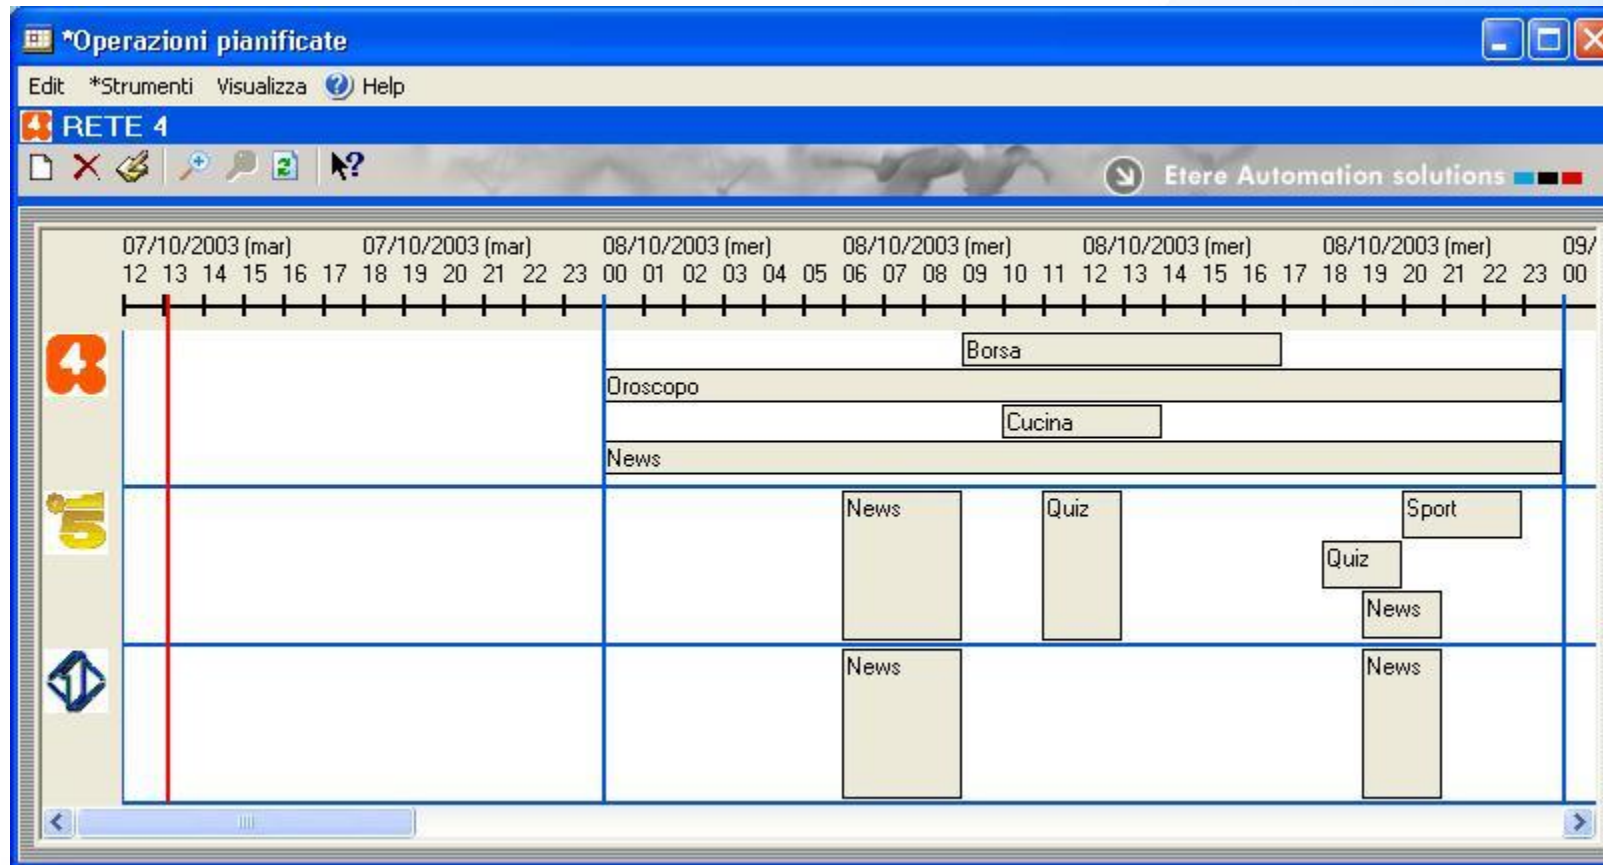 *Operazioni pianificate
Edit *Strumenti Visualizza Help
4 RETE 4
Etere Automation solutions
07/10/2003 (mar) 07/10/2003 (mar) 08/10/2003 (mer) 08/10/2003 (mer) 08/10/2003 (mer) 08/10/2003 (mer) 09/
12 13 14 15 16 17 18 19 20 21 22 23 00 01 02 03 04 05 06 07 08 09 10 11 12 13 14 15 16 17 18 19 20 21 22 23 00
4
Borsa
Oroscopo
Cucina
News
5
News Quiz Sport
Quiz
News
1
News News